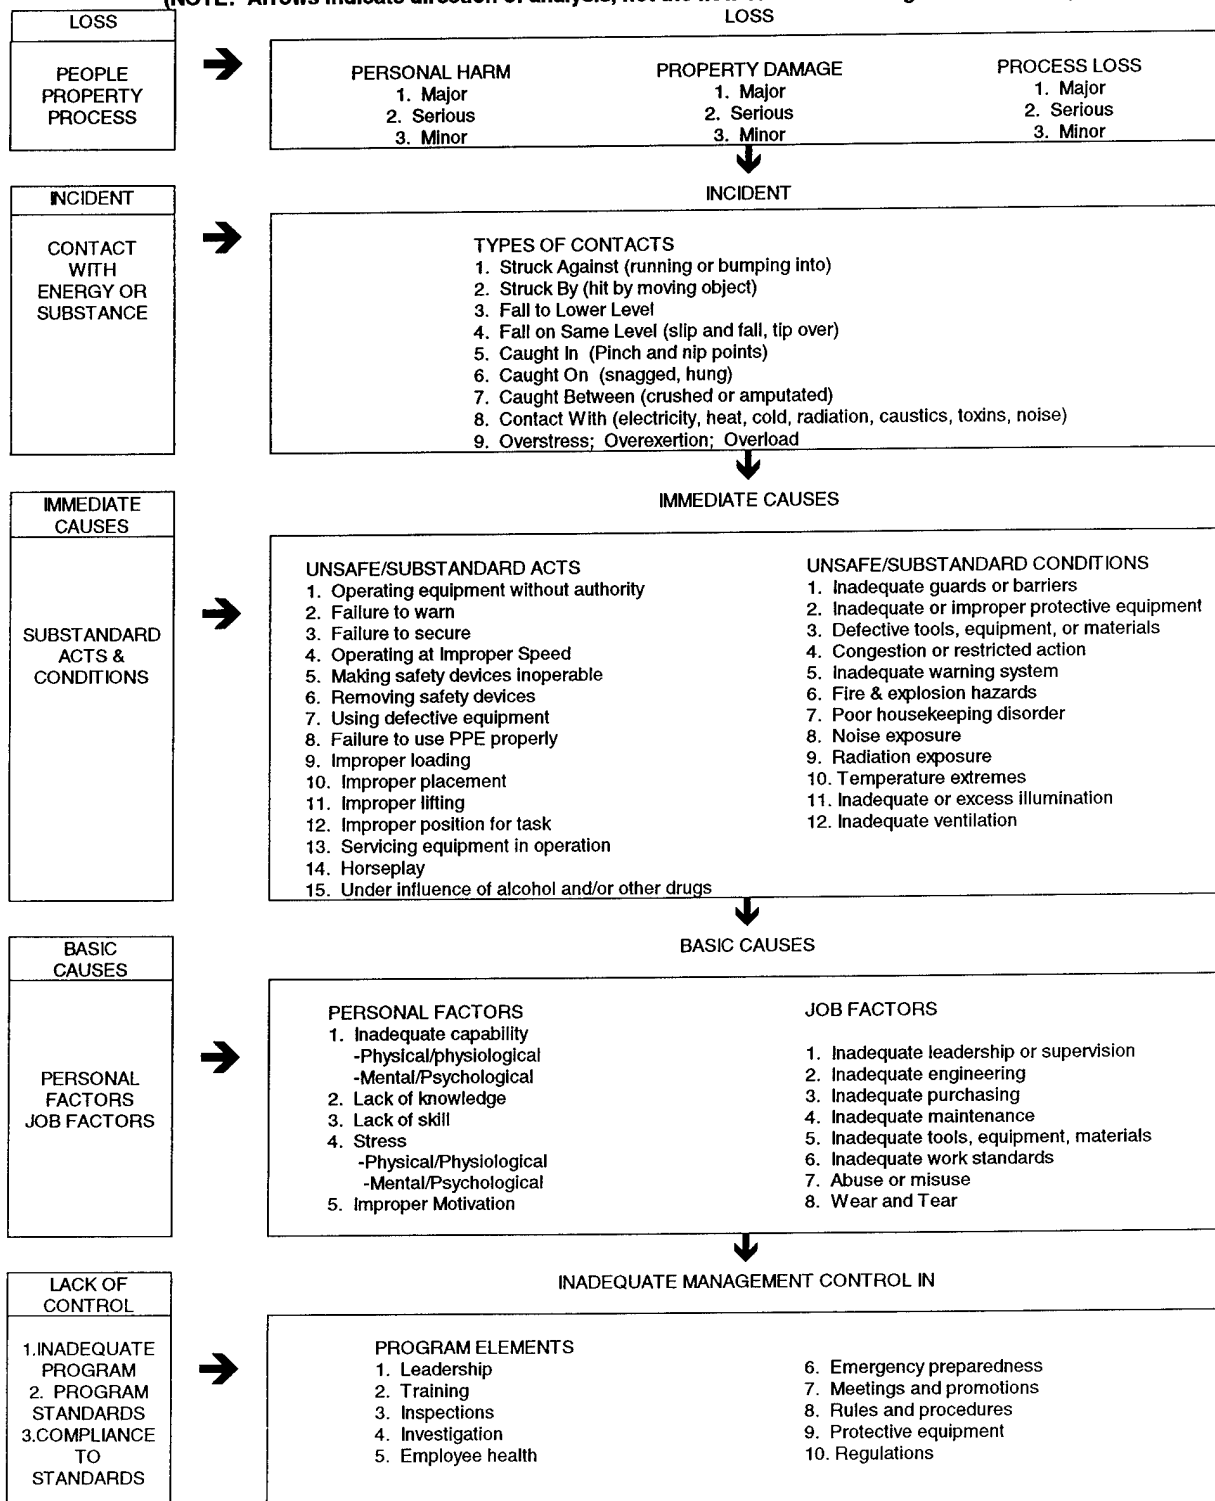 (NOTE: Arrows indicate direction of analysis, not the
LOSS
PEOPLE
PROPERTY
PROCESS
LOSS
PERSONAL HARM
1. Major
2. Serious
3. Minor
PROPERTY DAMAGE
1. Major
2. Serious
3. Minor
PROCESS LOSS
1. Major
2. Serious
3. Minor
INCIDENT
CONTACT
WITH
ENERGY OR
SUBSTANCE
INCIDENT
TYPES OF CONTACTS
1. Struck Against (running or bumping into)
2. Struck By (hit by moving object)
3. Fall to Lower Level
4. Fall on Same Level (slip and fall, tip over)
5. Caught In (Pinch and nip points)
6. Caught On (snagged, hung)
7. Caught Between (crushed or amputated)
8. Contact With (electricity, heat, cold, radiation, caustics, toxins, noise)
9. Overstress; Overexertion; Overload
IMMEDIATE
CAUSES
SUBSTANDARD
ACTS &
CONDITIONS
IMMEDIATE CAUSES
UNSAFE/SUBSTANDARD ACTS
1. Operating equipment without authority
2. Failure to warn
3. Failure to secure
4. Operating at Improper Speed
5. Making safety devices inoperable
6. Removing safety devices
7. Using defective equipment
8. Failure to use PPE properly
9. Improper loading
10. Improper placement
11. Improper lifting
12. Improper position for task
13. Servicing equipment in operation
14. Horseplay
15. Under influence of alcohol and/or other drugs
UNSAFE/SUBSTANDARD CONDITIONS
1. Inadequate guards or barriers
2. Inadequate or improper protective equipment
3. Defective tools, equipment, or materials
4. Congestion or restricted action
5. Inadequate warning system
6. Fire & explosion hazards
7. Poor housekeeping disorder
8. Noise exposure
9. Radiation exposure
10. Temperature extremes
11. Inadequate or excess illumination
12. Inadequate ventilation
BASIC
CAUSES
PERSONAL
FACTORS
JOB FACTORS
BASIC CAUSES
PERSONAL FACTORS
1. Inadequate capability
-Physical/physiological
-Mental/Psychological
2. Lack of knowledge
3. Lack of skill
4. Stress
-Physical/Physiological
-Mental/Psychological
5. Improper Motivation
JOB FACTORS
1. Inadequate leadership or supervision
2. Inadequate engineering
3. Inadequate purchasing
4. Inadequate maintenance
5. Inadequate tools, equipment, materials
6. Inadequate work standards
7. Abuse or misuse
8. Wear and Tear
LACK OF
CONTROL
1.INADEQUATE
PROGRAM
2. PROGRAM
STANDARDS
3.COMPLIANCE
TO
STANDARDS
INADEQUATE MANAGEMENT CONTROL IN
PROGRAM ELEMENTS
1. Leadership
2. Training
3. Inspections
4. Investigation
5. Employee health
6. Emergency preparedness
7. Meetings and promotions
8. Rules and procedures
9. Protective equipment
10. Regulations